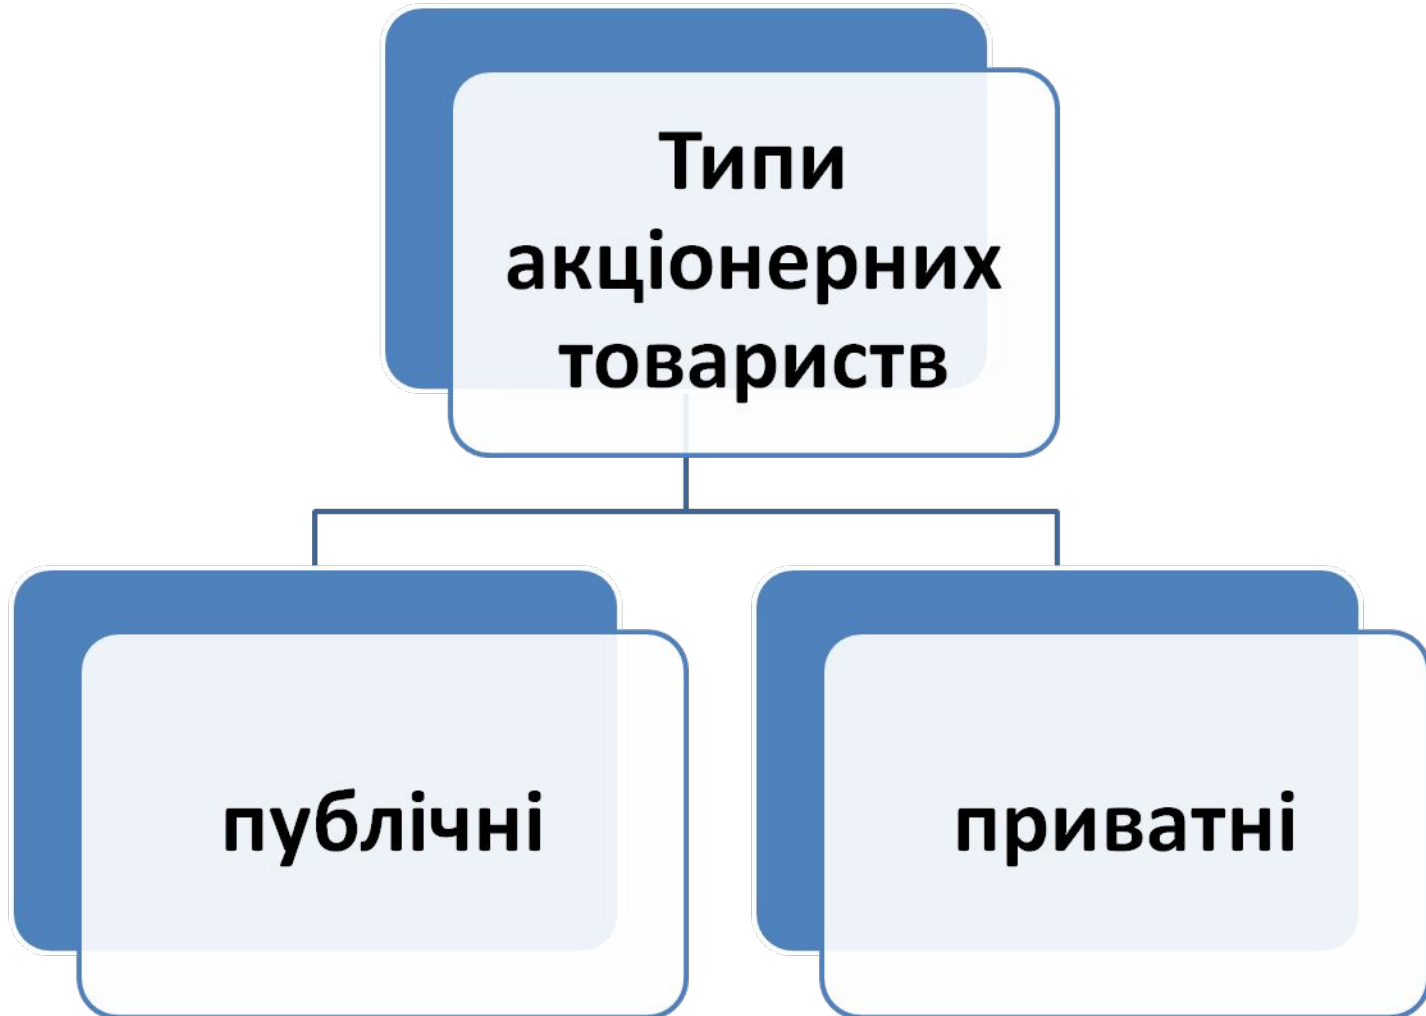 Типи
акціонерних
товариств
публічні
приватні